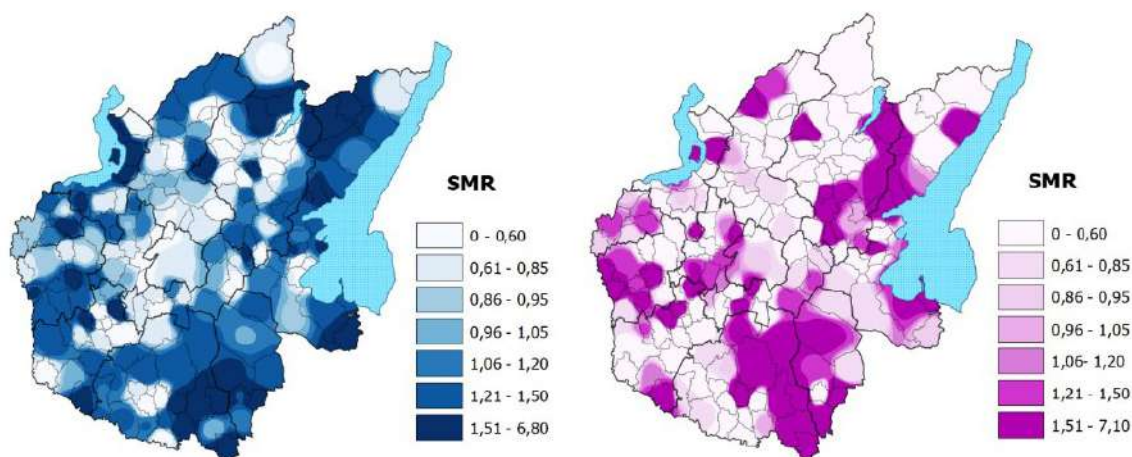 SMR
0 - 0,60
0,61 - 0,85
0,86 - 0,95
0,96 - 1,05
1,06 - 1,20
1,21 - 1,50
1,51 - 6,80
SMR
0 - 0,60
0,61 - 0,85
0,86 - 0,95
0,96 - 1,05
1,06- 1,20
1,21 - 1,50
1,51 - 7,10